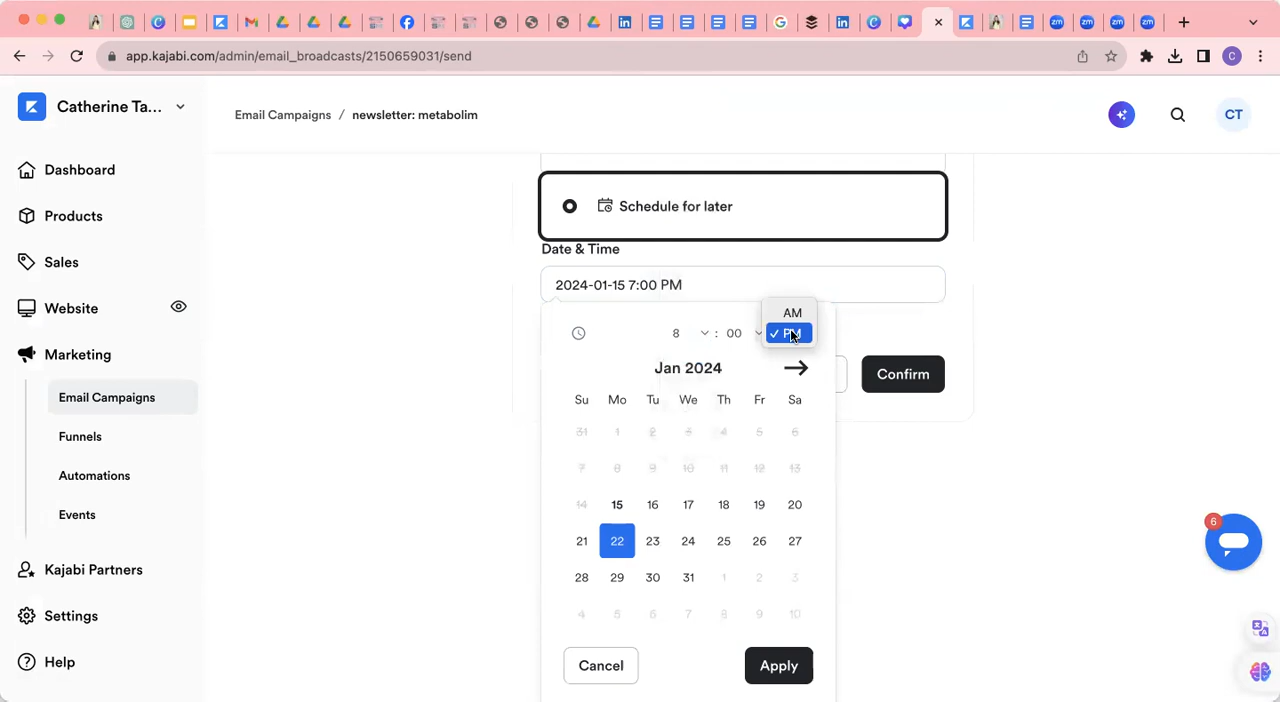 app.kajabi.com/admin/email_broadcasts/2150659031/send
C
Catherine Ta...
Email Campaigns / newsletter: metabolim
CT
Dashboard
Products
Sales
Website
Marketing
Email Campaigns
Funnels
Automations
Events
Kajabi Partners
Settings
Help
Schedule for later
Date & Time
2024-01-15 7:00 PM
AM
8 : 00 PM
Confirm
Jan 2024
Su Mo Tu We Th Fr Sa
31 1 2 3 4 5 6
7 8 9 10 11 12 13
14 15 16 17 18 19 20
21 22 23 24 25 26 27
28 29 30 31 1 2 3
4 5 6 7 8 9 10
Cancel Apply
6